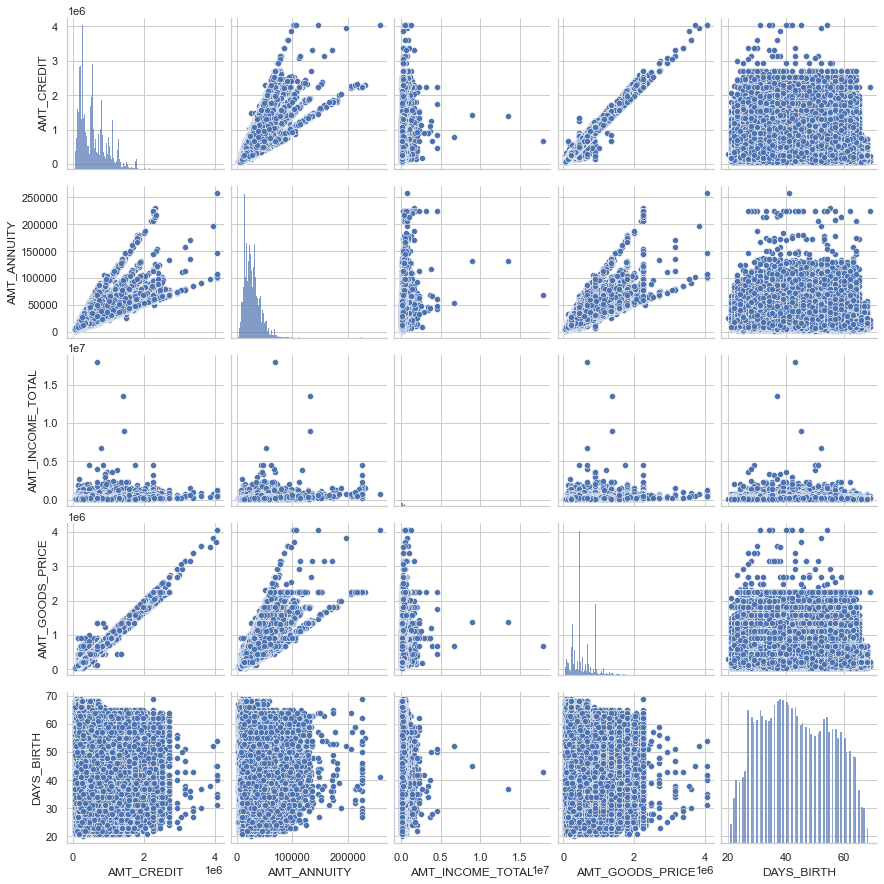 1e6
AMT_CREDIT
4
3
2
1
0
AMT_ANNUITY
250000
200000
150000
100000
50000
0
1e7
AMT_INCOME_TOTAL
1.5
1.0
0.5
0.0
1e6
AMT_GOODS_PRICE
4
3
2
1
0
DAYS_BIRTH
70
60
50
40
30
20
0 2 4 0 100000 200000 0.0 0.5 1.0 1.5 0 2 4 20 40 60
AMT_CREDIT 1e6 AMT_ANNUITY AMT_INCOME_TOTAL 1e7 AMT_GOODS_PRICE 1e6 DAYS_BIRTH